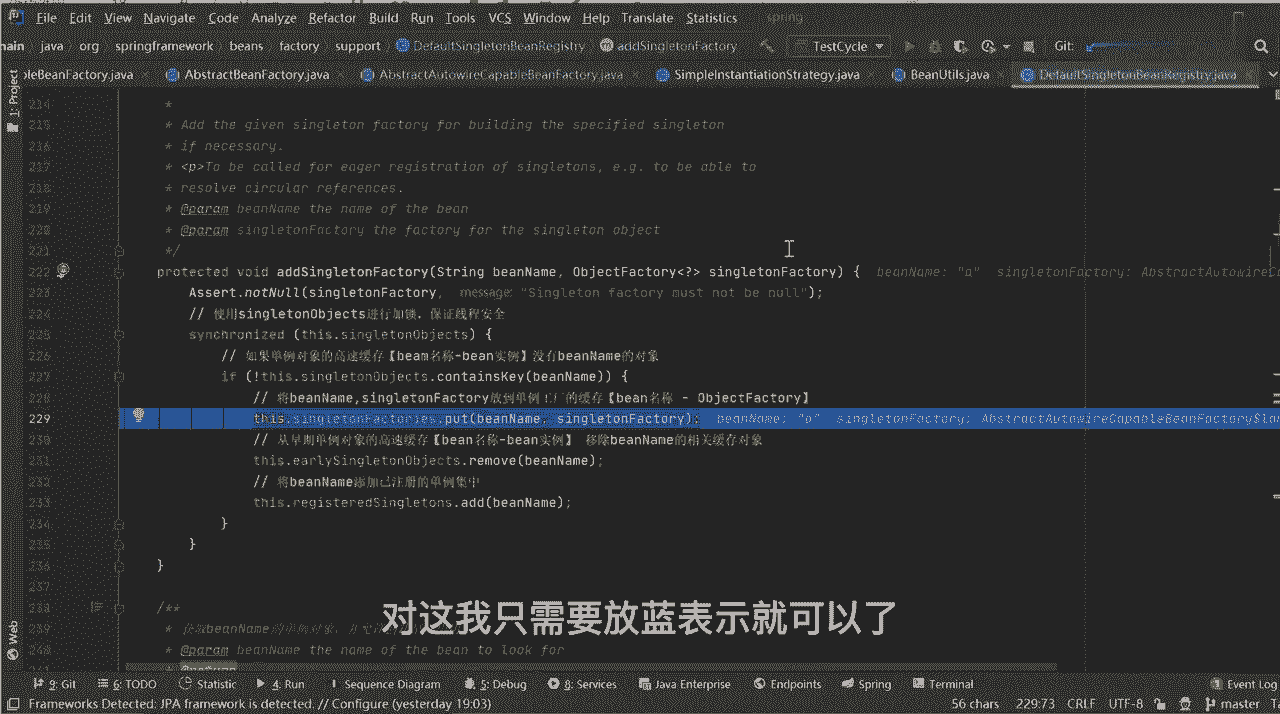 File Edit View Navigate Code Analyze Refactor Build Run Tools VCS Window Help Translate Statistics spring
main java org springframework beans factory support DefaultSingletonBeanRegistry addSingletonFactory TestCycle Git:
bleBeanFactory.java AbstractBeanFactory.java AbstractAutowireCapableBeanFactory.java SimpleInstantiationStrategy.java BeanUtils.java DefaultSingletonBeanRegistry.java
1: Project
214 *
215 * Add the given singleton factory for building the specified singleton
216 * if necessary.
217 * <p>To be called for eager registration of singletons, e.g. to be able to
218 * resolve circular references.
219 * @param beanName the name of the bean
220 * @param singletonFactory the factory for the singleton object
221 */
222 protected void addSingletonFactory(String beanName, ObjectFactory<?> singletonFactory) { beanName: "a" singletonFactory: AbstractAutowireCa
223 Assert.notNull(singletonFactory, message: "Singleton factory must not be null");
224 // 使用singletonObjects进行加锁，保证线程安全
225 synchronized (this.singletonObjects) {
226 // 如果单例对象的高速缓存【beam名称-bean实例】没有beanName的对象
227 if (!this.singletonObjects.containsKey(beanName)) {
228 // 将beanName,singletonFactory放到单例工厂的缓存【bean名称 - ObjectFactory】
229 this.singletonFactories.put(beanName, singletonFactory); beanName: "a" singletonFactory: AbstractAutowireCapableBeanFactory$lam
230 // 从早期单例对象的高速缓存【bean名称-bean实例】 移除beanName的相关缓存对象
231 this.earlySingletonObjects.remove(beanName);
232 // 将beanName添加已注册的单例集中
233 this.registeredSingletons.add(beanName);
234 }
235 }
236 }
237
238 /**
239 * beanName的单例对象，
240 * @param beanName the name of the bean to look for
* @return
对这我只需要放蓝表示就可以了
Web
9: Git 6: TODO Statistic 4: Run Sequence Diagram 5: Debug 8: Services Java Enterprise Endpoints Spring Terminal Event Log
Frameworks Detected: JPA framework is detected. // Configure (yesterday 19:03) 56 chars 229:73 CRLF UTF-8 master